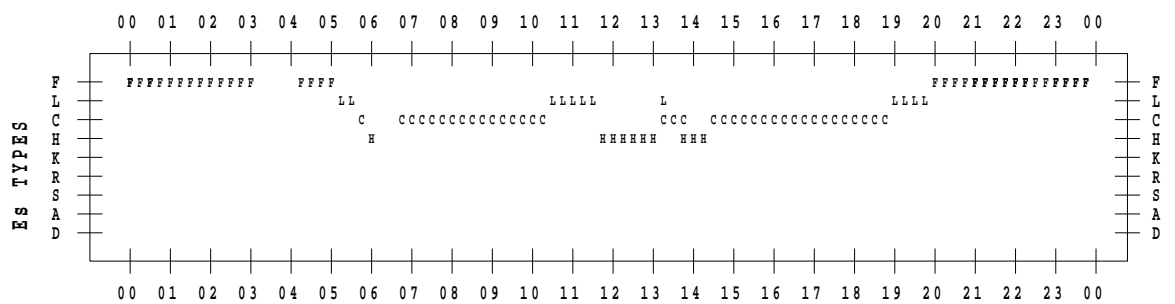 00 01 02 03 04 05 06 07 08 09 10 11 12 13 14 15 16 17 18 19 20 21 22 23 00
F FFFFFFFFFFFFF FFFF FFFFFFFFFFFFFFFF F
L LL LLLLL L LLLL L
C C CCCCCCCCCCCCCCC CCC CCCCCCCCCCCCCCCCCC C
H H HHHHHH HHH H
K K
R R
S S
A A
D D
Es TYPES
00 01 02 03 04 05 06 07 08 09 10 11 12 13 14 15 16 17 18 19 20 21 22 23 00